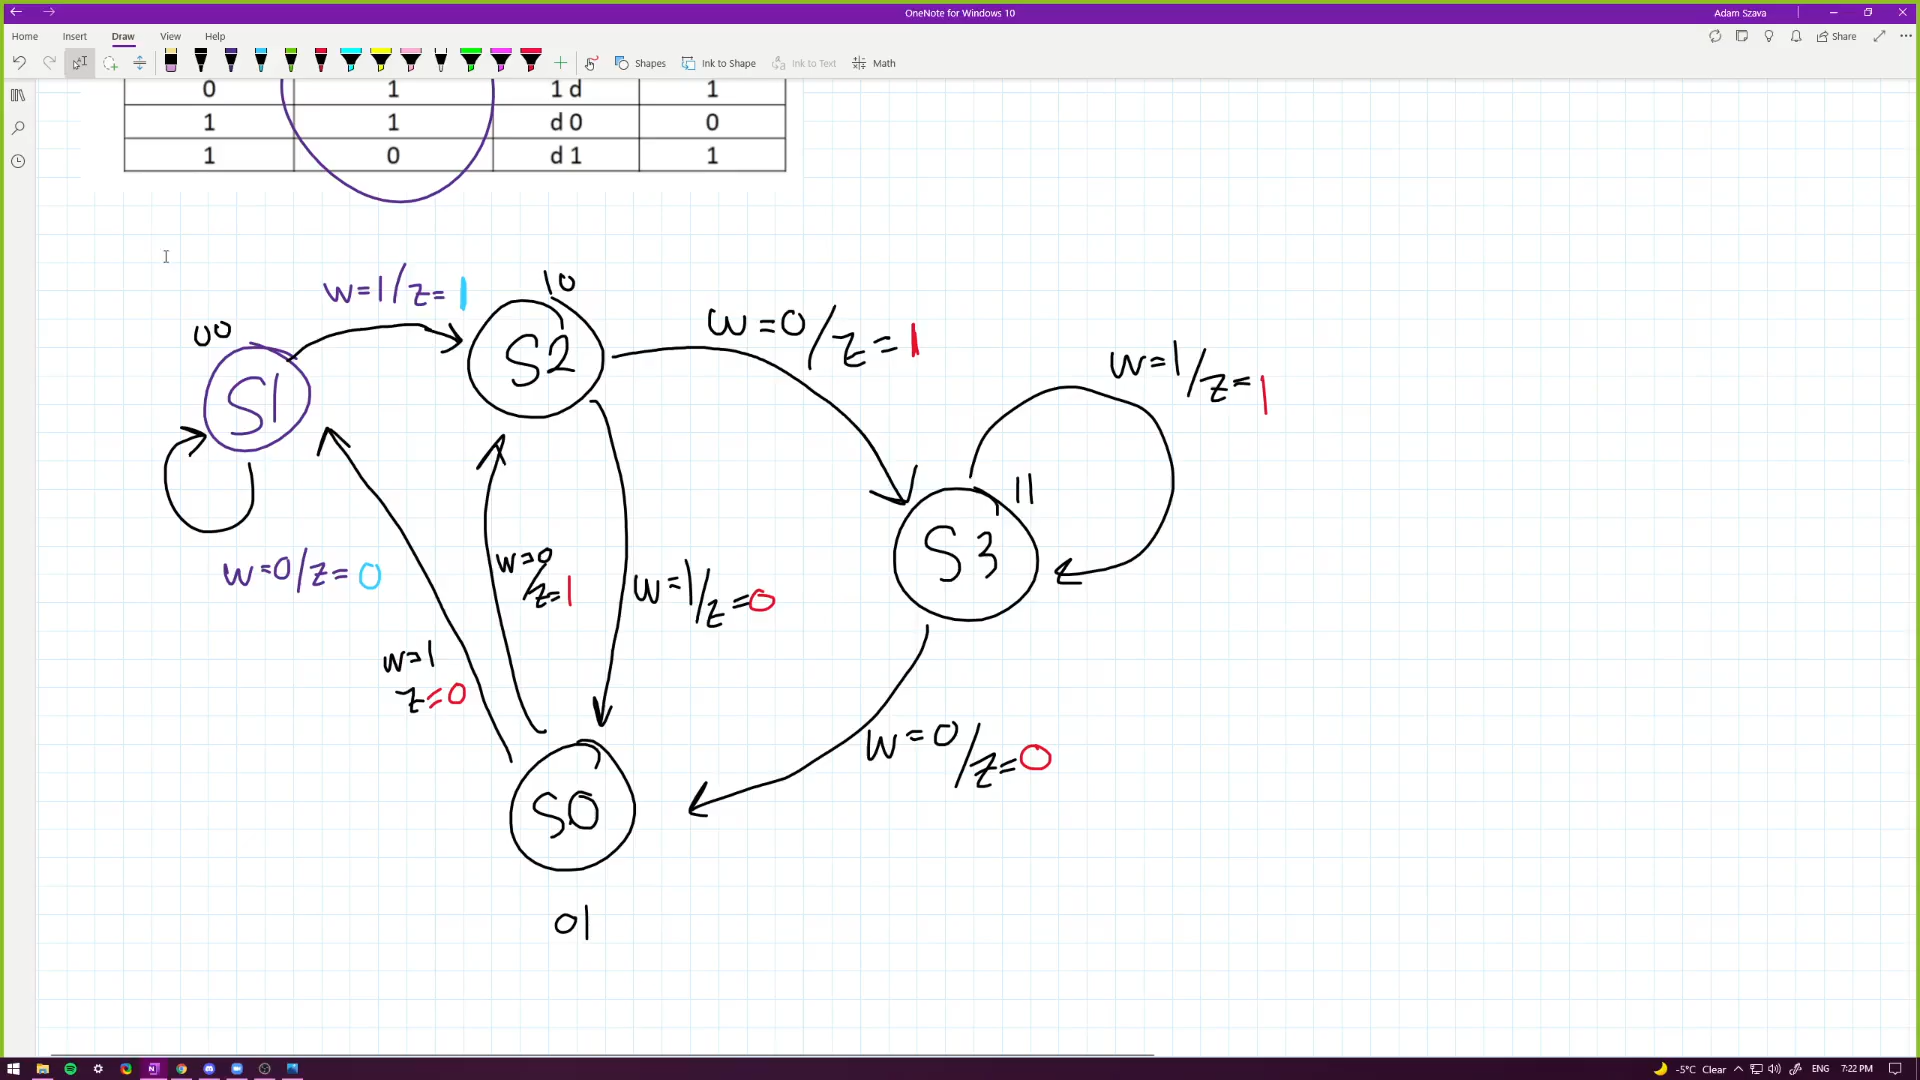 OneNote for Windows 10
Adam Szava
Home Insert Draw View Help
Share
Shapes Ink to Shape Ink to Text Math
0 1 1 d 1
1 1 d 0 0
1 0 d 1 1
w=1/z=1
10
00
S1
S2
w=0/z=1
w=1/z=1
11
S3
w=0/z=0
w=0
/z=1
w=1/z=0
w=1
z=0
w=0/z=0
S0
01
-5°C Clear
ENG
7:22 PM